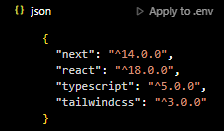 {} json
Apply to .env
{
"next": "^14.0.0",
"react": "^18.0.0",
"typescript": "^5.0.0",
"tailwindcss": "^3.0.0"
}